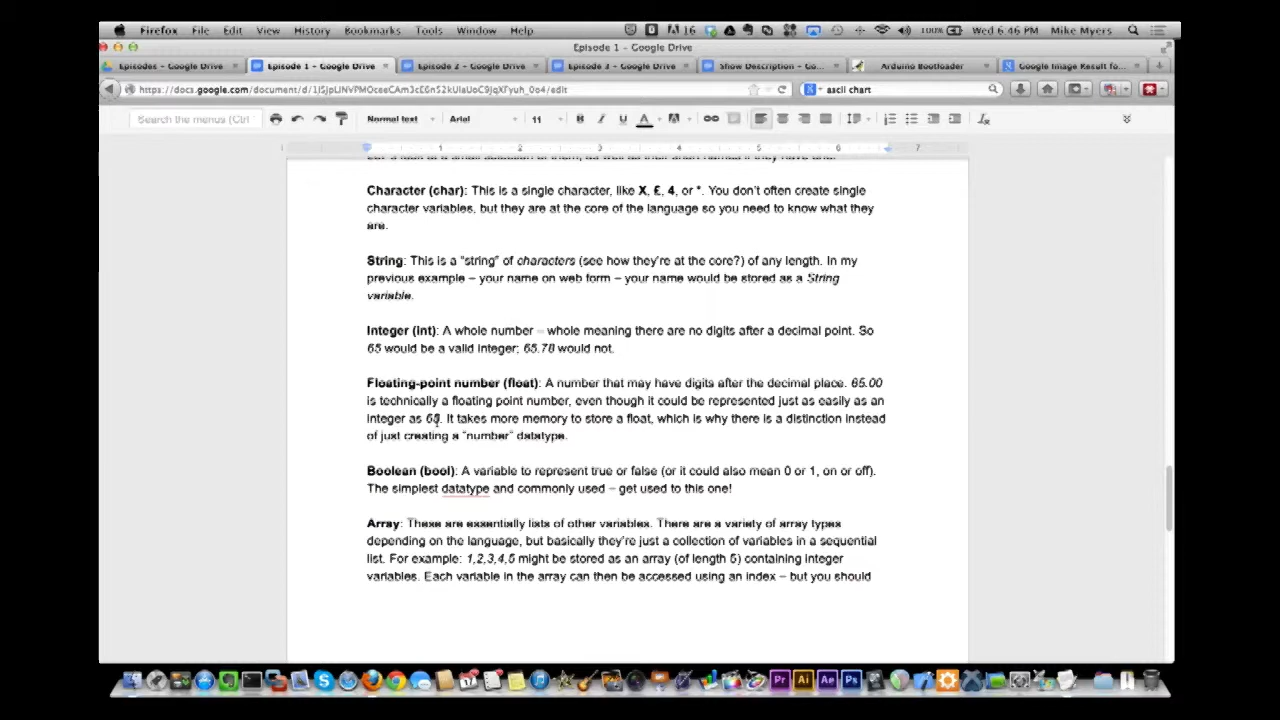 Firefox File Edit View History Bookmarks Tools Window Help 16 100% Wed 6:46 PM Mike Myers
Episode 1 – Google Drive
Episodes – Google Drive Episode 1 – Google Drive Episode 2 – Google Drive Episode 3 – Google Drive Show Description – Go... Arduino Bootloader Google Image Result fo...
ascii chart
Search the menus (Ctrl Normal text Arial 11 B I U A
1 2 3 4 5 6 7
Character (char): This is a single character, like X, £, 4, or *. You don't often create single
character variables, but they are at the core of the language so you need to know what they
are.
String: This is a "string" of characters (see how they're at the core?) of any length. In my
previous example – your name on web form – your name would be stored as a String
variable.
Integer (int): A whole number – whole meaning there are no digits after a decimal point. So
65 would be a valid integer; 65.78 would not.
Floating-point number (float): A number that may have digits after the decimal place. 65.00
is technically a floating point number, even though it could be represented just as easily as an
integer as 65. It takes more memory to store a float, which is why there is a distinction instead
of just creating a "number" datatype.
Boolean (bool): A variable to represent true or false (or it could also mean 0 or 1, on or off).
The simplest datatype and commonly used – get used to this one!
Array: These are essentially lists of other variables. There are a variety of array types
depending on the language, but basically they're just a collection of variables in a sequential
list. For example: 1,2,3,4,5 might be stored as an array (of length 5) containing integer
variables. Each variable in the array can then be accessed using an index – but you should
17 Pr Ai Ae Ps